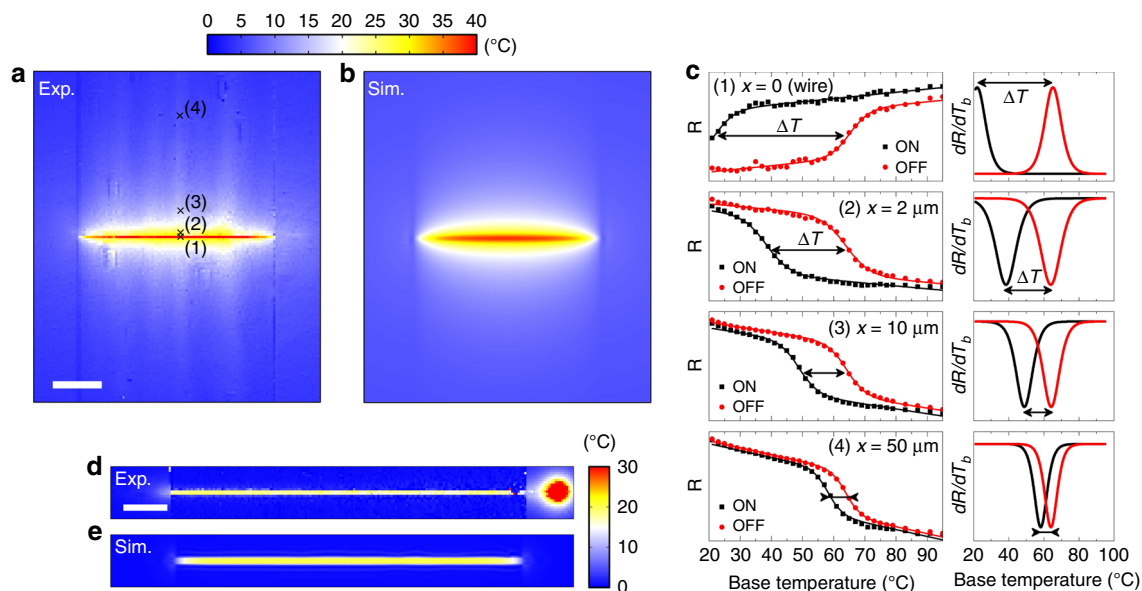 0 5 10 15 20 25 30 35 40
(°C)
a
Exp.
(4)
(3)
(2)
(1)
b
Sim.
c
(1) x = 0 (wire)
R
ΔT
ON
OFF
dR/dT_b
ΔT
(2) x = 2 μm
R
ΔT
ON
OFF
dR/dT_b
ΔT
(3) x = 10 μm
R
ON
OFF
dR/dT_b
(4) x = 50 μm
R
ON
OFF
dR/dT_b
20 30 40 50 60 70 80 90
Base temperature (°C)
20 40 60 80 100
Base temperature (°C)
d
Exp.
e
Sim.
(°C)
30
20
10
0